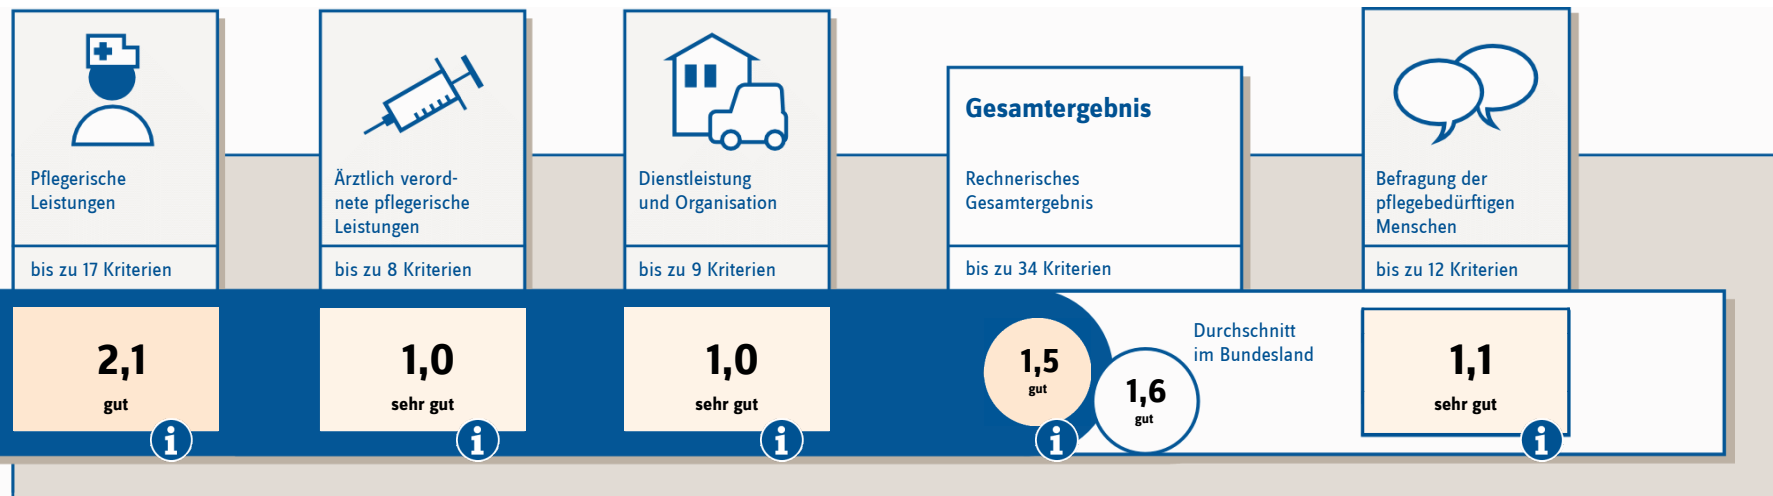 Pflegerische
Leistungen
bis zu 17 Kriterien
2,1
gut
Ärztlich verord-
nete pflegerische
Leistungen
bis zu 8 Kriterien
1,0
sehr gut
Dienstleistung
und Organisation
bis zu 9 Kriterien
1,0
sehr gut
Gesamtergebnis
Rechnerisches
Gesamtergebnis
bis zu 34 Kriterien
1,5
gut
Durchschnitt
im Bundesland
1,6
gut
Befragung der
pflegebedürftigen
Menschen
bis zu 12 Kriterien
1,1
sehr gut